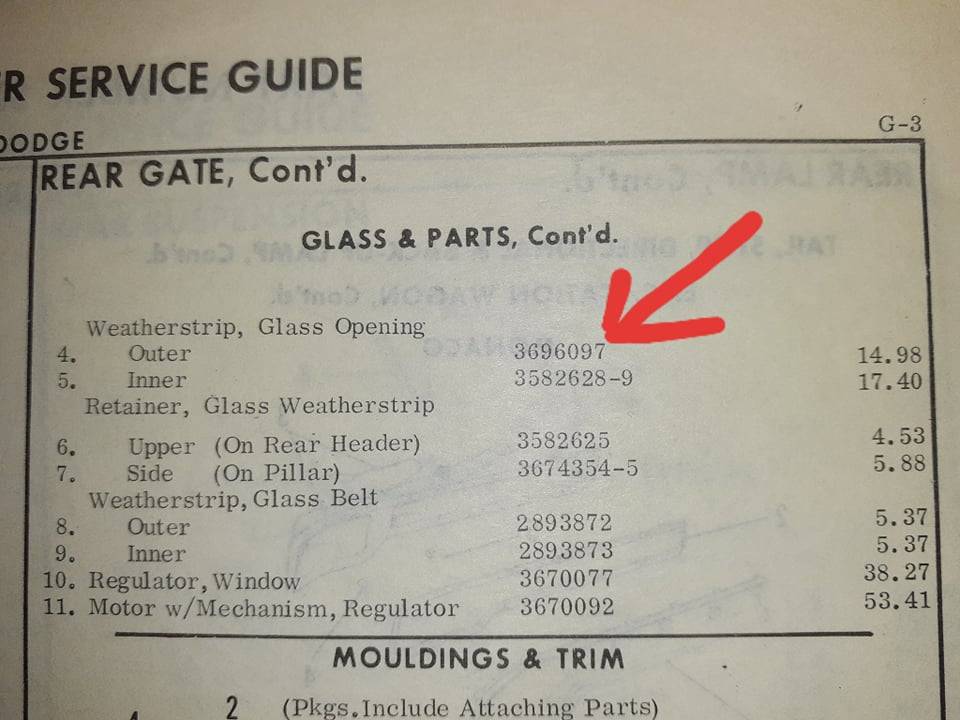 R SERVICE GUIDE
DODGE
G-3
REAR GATE, Cont'd.
GLASS & PARTS, Cont'd.
Weatherstrip, Glass Opening
4. Outer 3696097 14.98
5. Inner 3582628-9 17.40
Retainer, Glass Weatherstrip
6. Upper (On Rear Header) 3582625 4.53
7. Side (On Pillar) 3674354-5 5.88
Weatherstrip, Glass Belt
8. Outer 2893872 5.37
9. Inner 2893873 5.37
10. Regulator, Window 3670077 38.27
11. Motor w/Mechanism, Regulator 3670092 53.41
MOULDINGS & TRIM
2 (Pkgs. Include Attaching Parts)